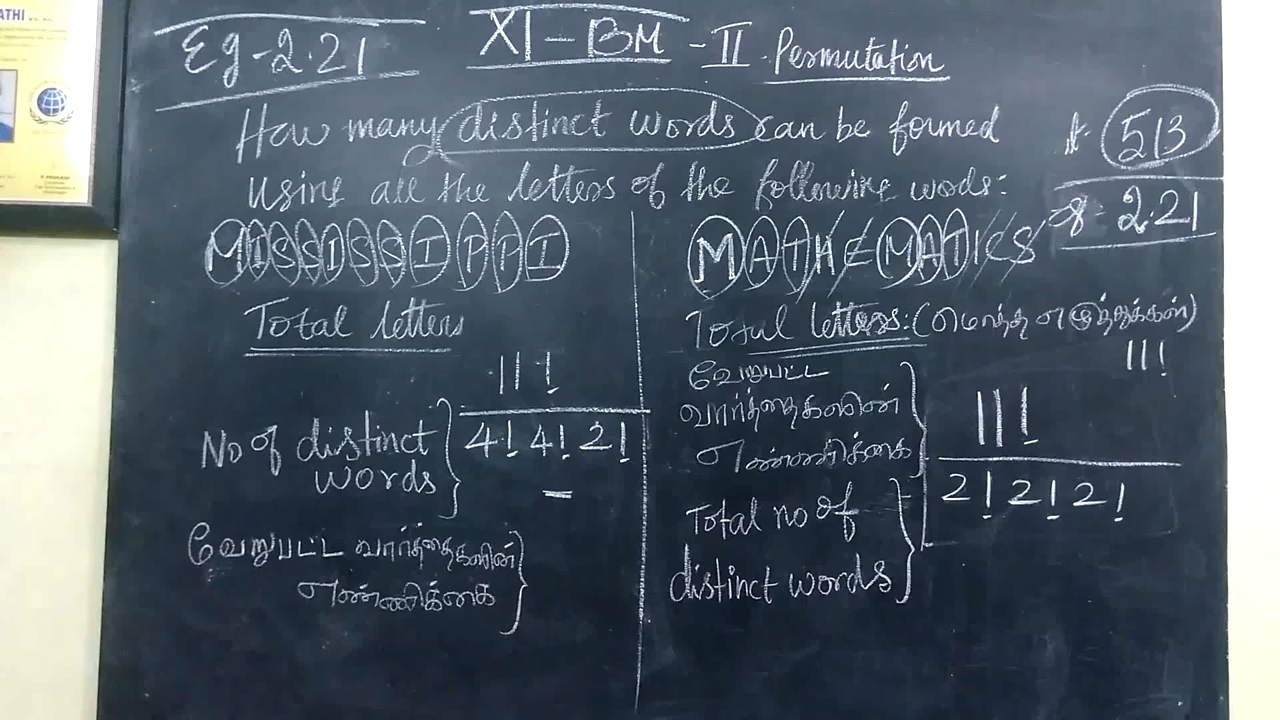 ATHI
Eg-2.21
XI - BM - II Permutation
How many distinct words can be formed
using all the letters of the following words:
513
2.21
MISSISSIPPI
Total letters
11!
No of distinct
words
4! 4! 2!
வேறுபட்ட வார்த்தைகளின்
எண்ணிக்கை
MATHEMATICS
Total letters: (மொத்த எழுத்துக்கள்)
11!
வேறுபட்ட
வார்த்தைகளின்
எண்ணிக்கை
11!
2! 2! 2!
Total no of
distinct words